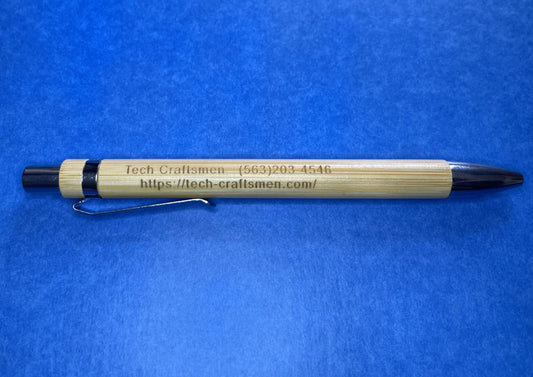 Tech Craftsmen (563)203-4546
https://tech-craftsmen.com/